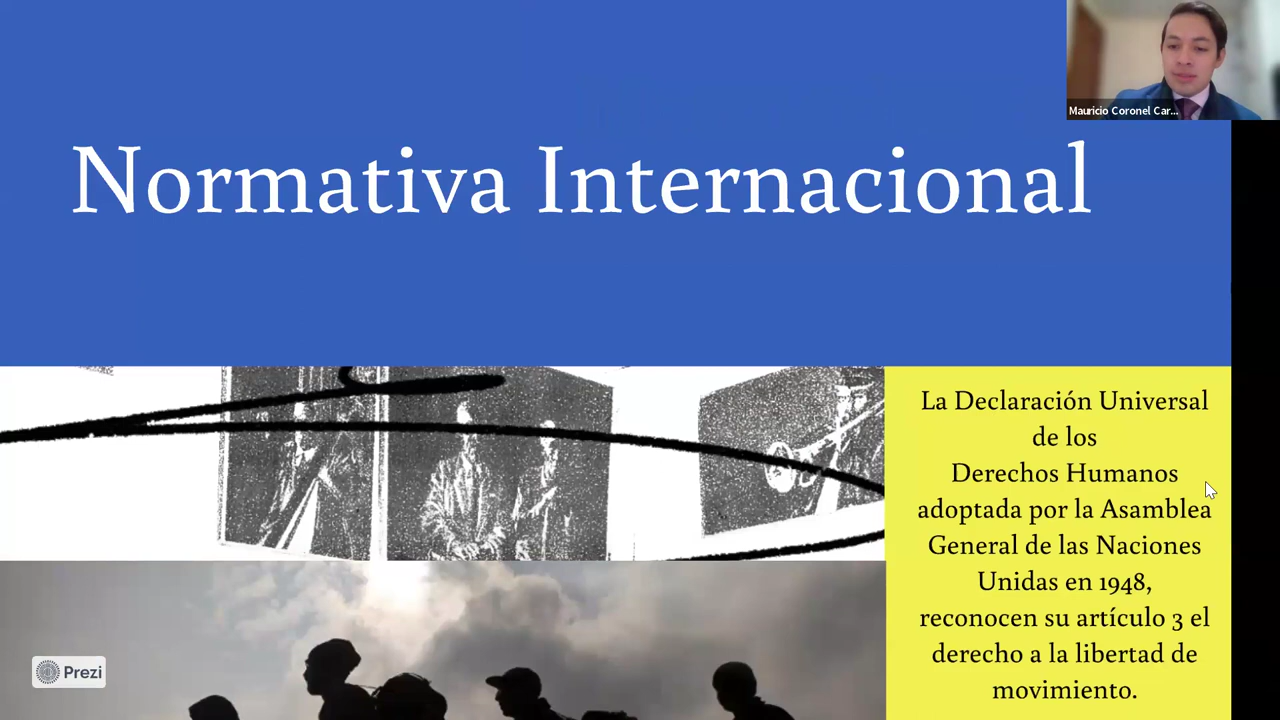 Mauricio Coronel Car...
Normativa Internacional
La Declaración Universal
de los
Derechos Humanos
adoptada por la Asamblea
General de las Naciones
Unidas en 1948,
reconocen su artículo 3 el
derecho a la libertad de
movimiento.
Prezi